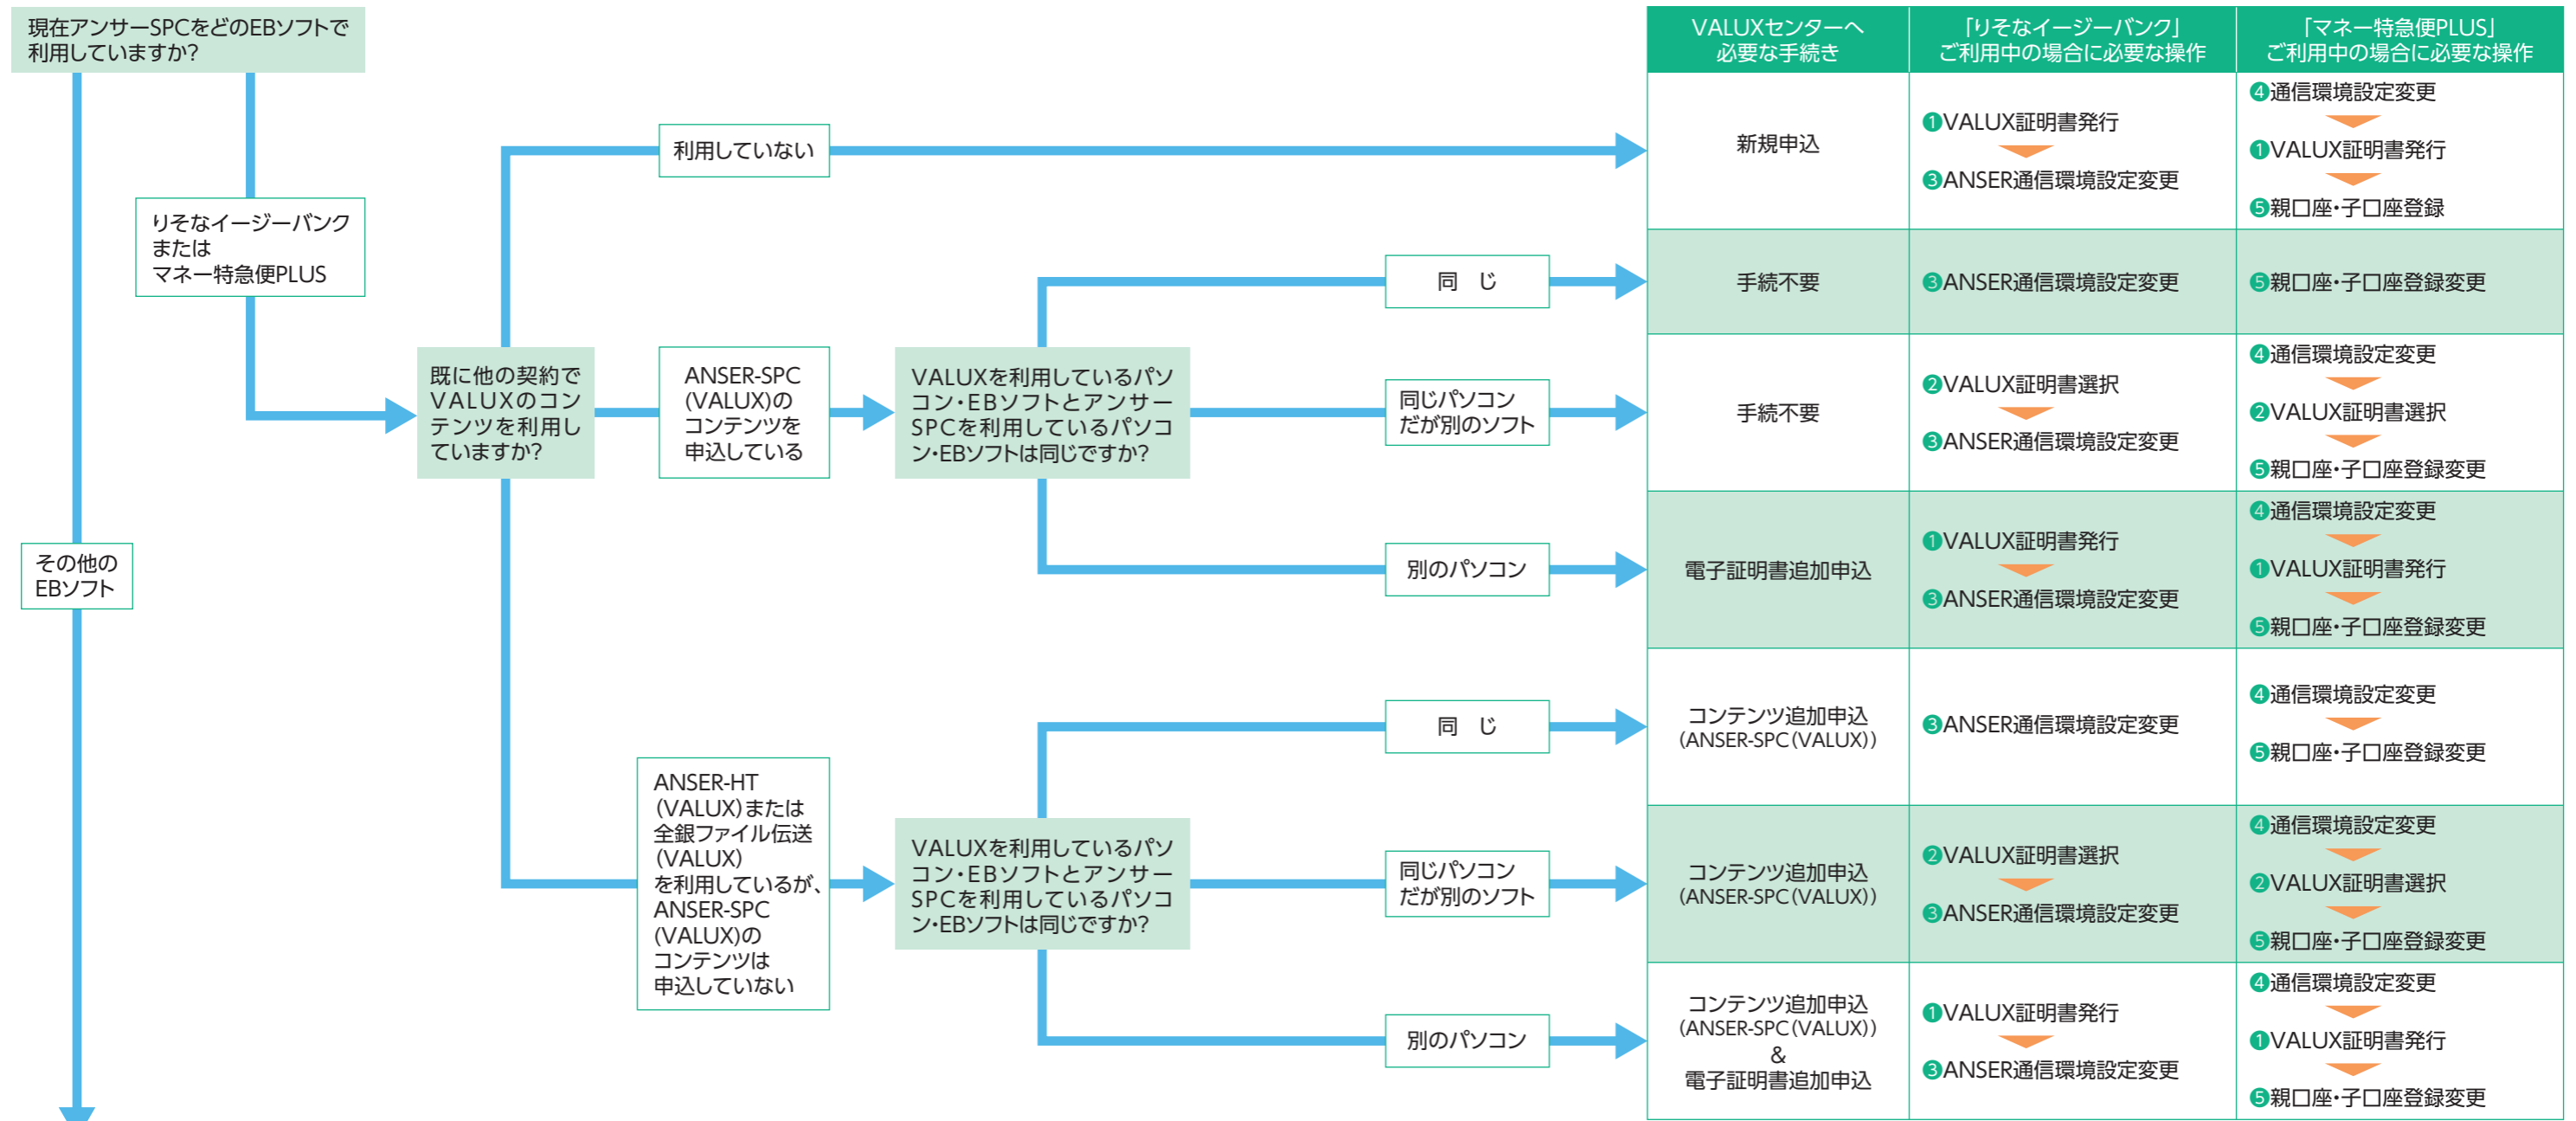 現在アンサーSPCをどのEBソフトで
利用していますか?
りそなイージーバンク
または
マネー特急便PLUS
その他の
EBソフト
既に他の契約で
VALUXのコン
テンツを利用し
ていますか?
利用していない
ANSER-SPC
(VALUX)の
コンテンツを
申込している
ANSER-HT
(VALUX)または
全銀ファイル伝送
(VALUX)
を利用しているが、
ANSER-SPC
(VALUX)の
コンテンツは
申込していない
VALUXを利用しているパソ
コン・EBソフトとアンサー
SPCを利用しているパソコ
ン・EBソフトは同じですか?
同　じ
同じパソコン
だが別のソフト
別のパソコン
VALUXを利用しているパソ
コン・EBソフトとアンサー
SPCを利用しているパソコ
ン・EBソフトは同じですか?
同　じ
同じパソコン
だが別のソフト
別のパソコン
VALUXセンターへ
必要な手続き
「りそなイージーバンク」
ご利用中の場合に必要な操作
「マネー特急便PLUS」
ご利用中の場合に必要な操作
新規申込
❶VALUX証明書発行
❸ANSER通信環境設定変更
❹通信環境設定変更
❶VALUX証明書発行
❺親口座・子口座登録
手続不要
❸ANSER通信環境設定変更
❺親口座・子口座登録変更
手続不要
❷VALUX証明書選択
❸ANSER通信環境設定変更
❹通信環境設定変更
❷VALUX証明書選択
❺親口座・子口座登録変更
電子証明書追加申込
❶VALUX証明書発行
❸ANSER通信環境設定変更
❹通信環境設定変更
❶VALUX証明書発行
❺親口座・子口座登録変更
コンテンツ追加申込
(ANSER-SPC(VALUX))
❸ANSER通信環境設定変更
❹通信環境設定変更
❺親口座・子口座登録変更
コンテンツ追加申込
(ANSER-SPC(VALUX))
❷VALUX証明書選択
❸ANSER通信環境設定変更
❹通信環境設定変更
❷VALUX証明書選択
❺親口座・子口座登録変更
コンテンツ追加申込
(ANSER-SPC(VALUX))
&
電子証明書追加申込
❶VALUX証明書発行
❸ANSER通信環境設定変更
❹通信環境設定変更
❶VALUX証明書発行
❺親口座・子口座登録変更